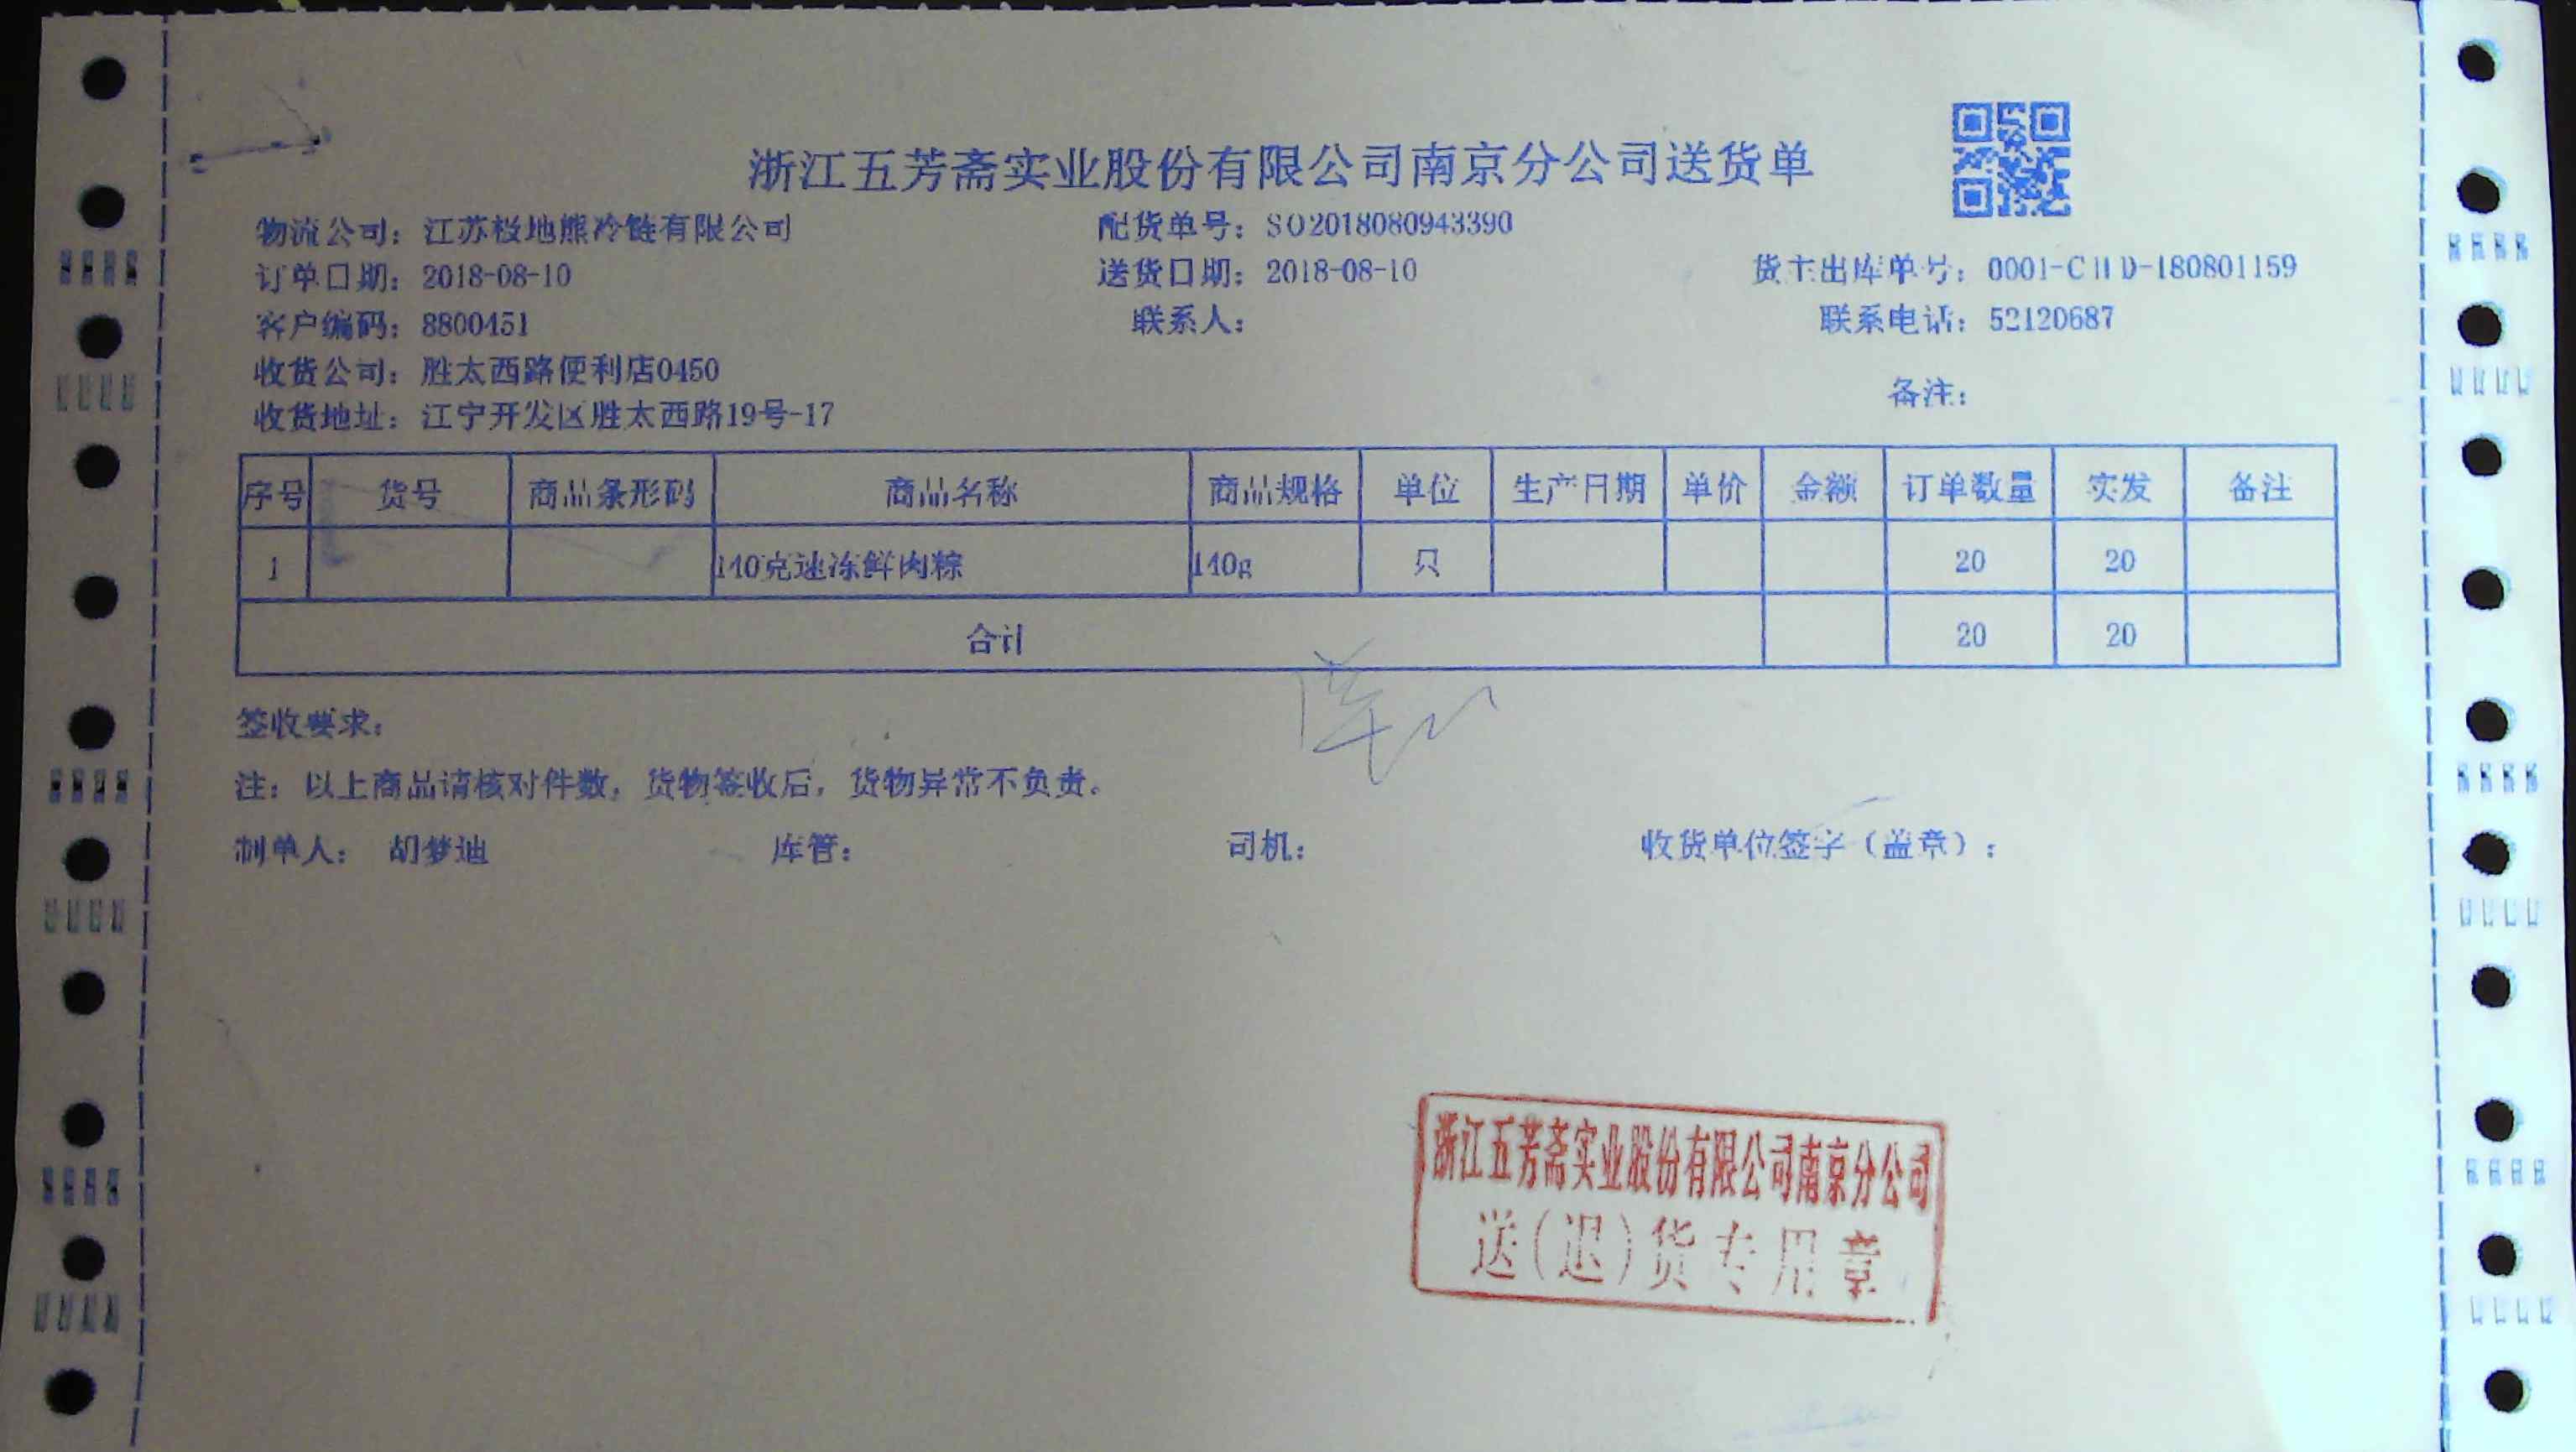 浙江五芳斋实业股份有限公司南京分公司送货单
物流公司：江苏极地熊冷链有限公司 配货单号：SO2018080943390
订单日期：2018-08-10 送货日期：2018-08-10 货主出库单号：0001-CHD-180801159
客户编码：8800451 联系人： 联系电话：52120687
收货公司：胜太西路便利店0450 备注：
收货地址：江宁开发区胜太西路19号-17
序号 货号 商品条形码 商品名称 商品规格 单位 生产日期 单价 金额 订单数量 实发 备注
1 140克速冻鲜肉粽 140g 只 20 20
合计 20 20
签收要求：
注：以上商品请核对件数，货物签收后，货物异常不负责。
制单人： 胡梦迪 库管： 司机： 收货单位签字（盖章）：
浙江五芳斋实业股份有限公司南京分公司
送（退）货专用章